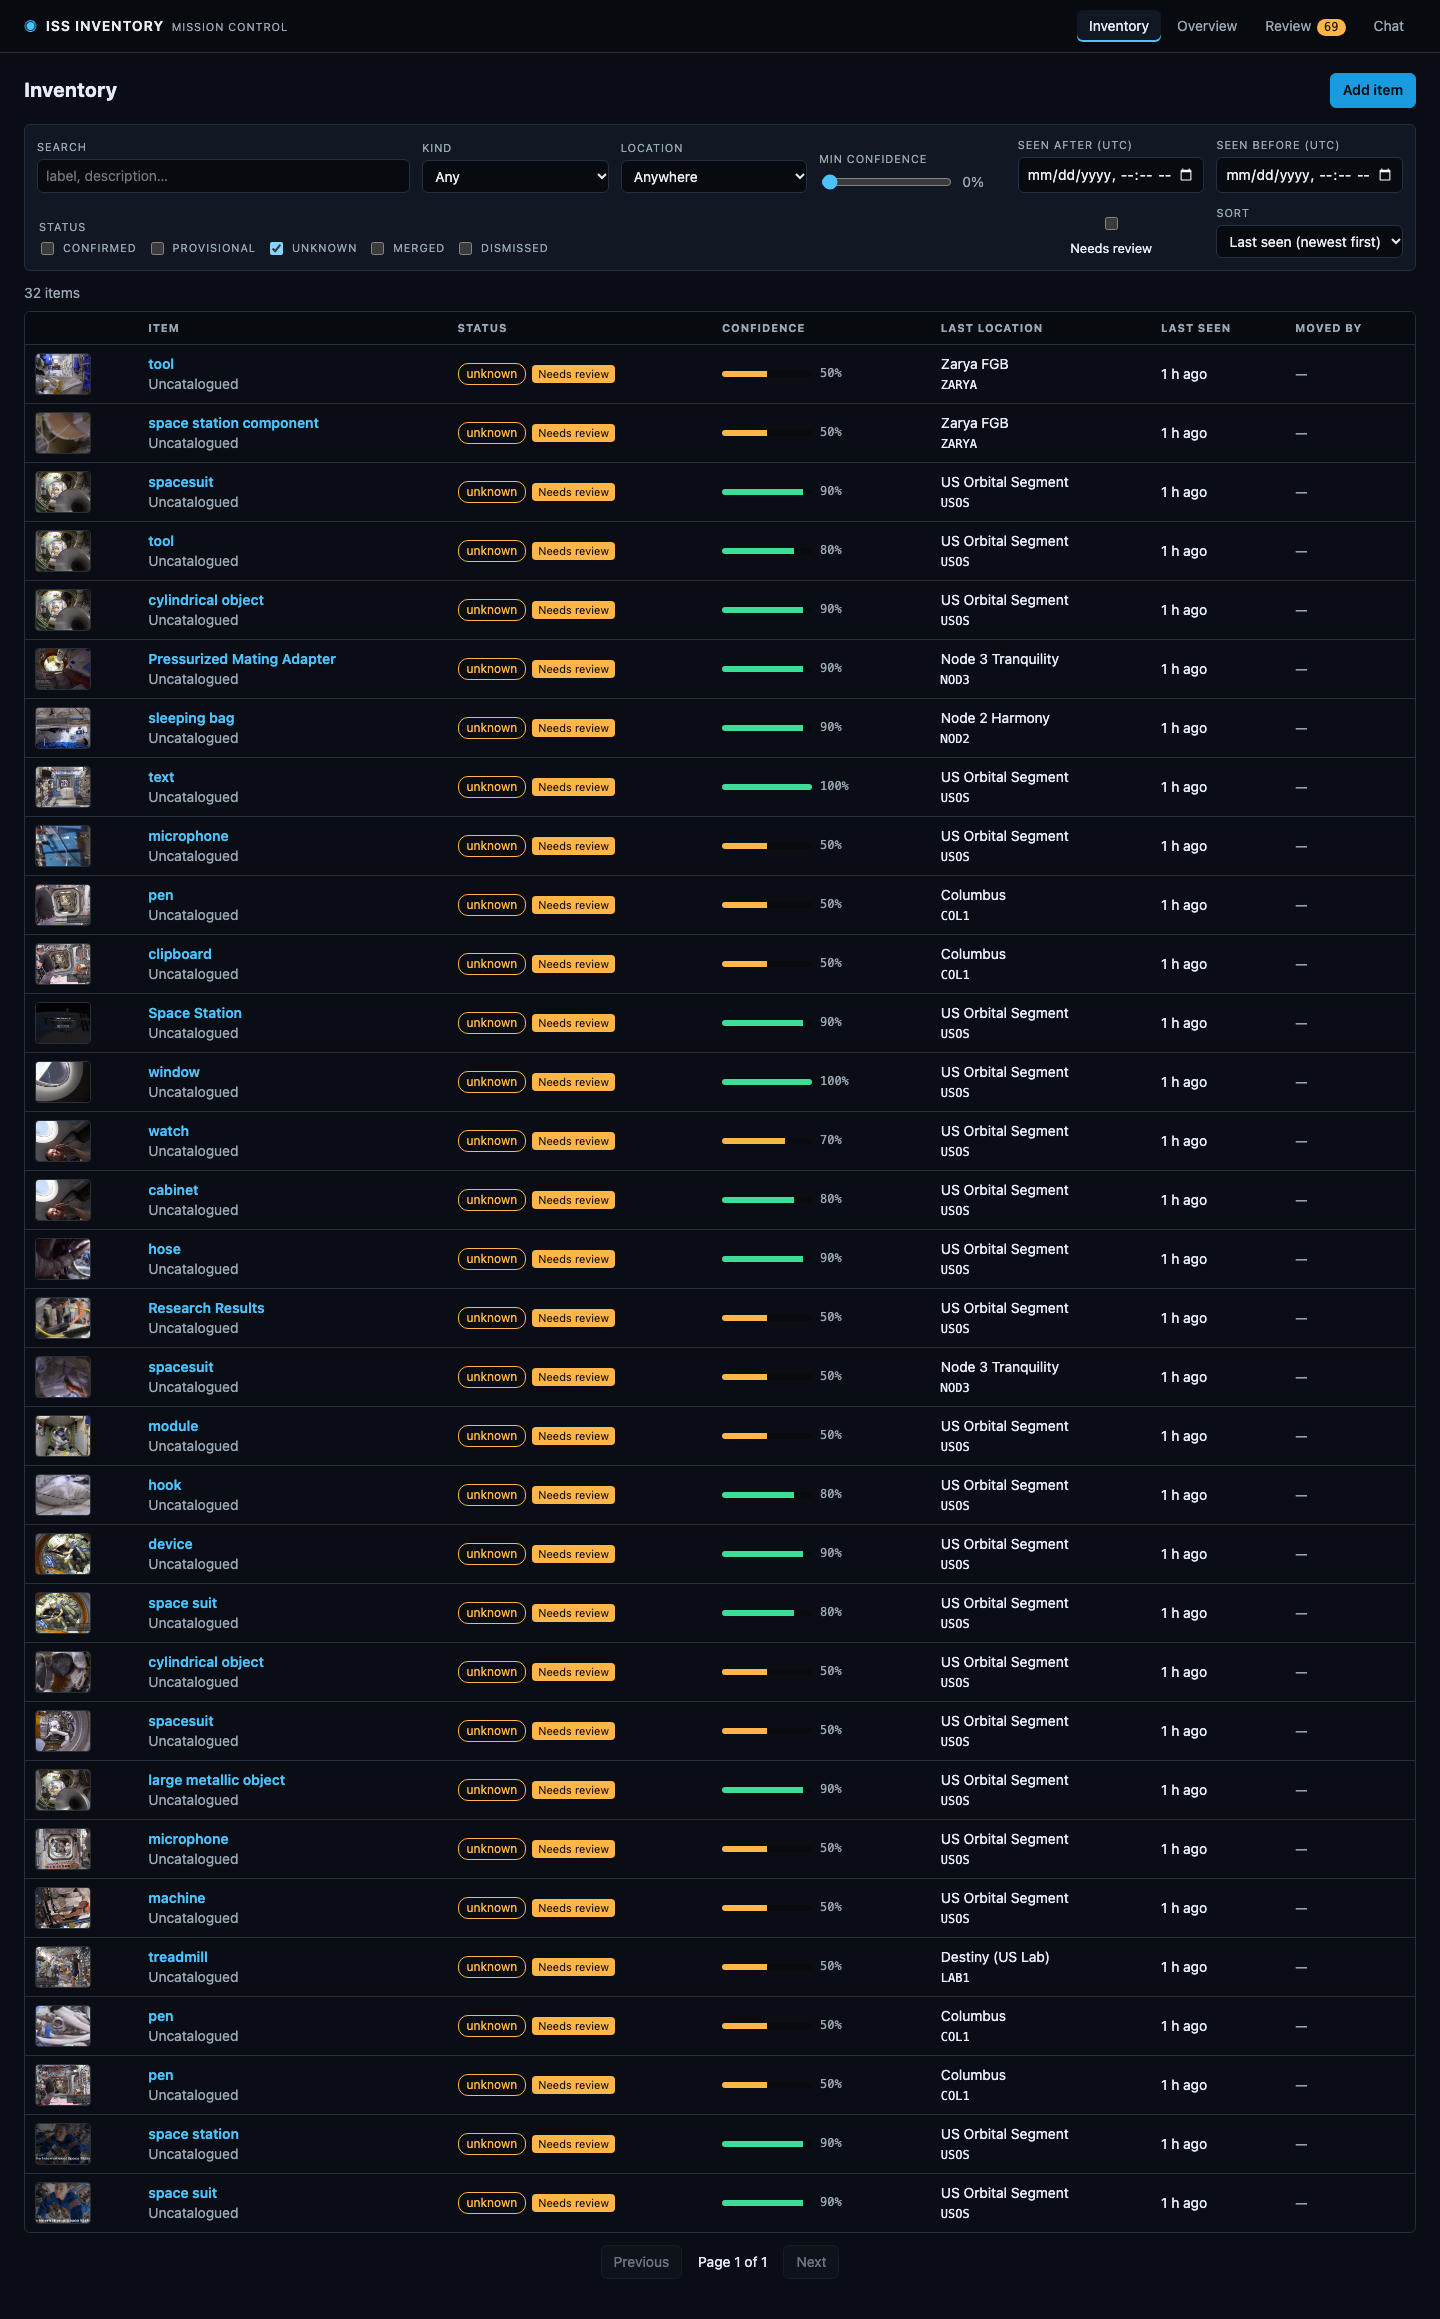 ISS INVENTORY MISSION CONTROL
Inventory Overview Review 69 Chat
Inventory
Add item
SEARCH
label, description...
KIND
Any
LOCATION
Anywhere
MIN CONFIDENCE
0%
SEEN AFTER (UTC)
mm/dd/yyyy, --:-- --
SEEN BEFORE (UTC)
mm/dd/yyyy, --:-- --
STATUS
CONFIRMED PROVISIONAL UNKNOWN MERGED DISMISSED
Needs review
SORT
Last seen (newest first)
32 items
ITEM STATUS CONFIDENCE LAST LOCATION LAST SEEN MOVED BY
tool
Uncatalogued
unknown Needs review 50% Zarya FGB
ZARYA
1 h ago —
space station component
Uncatalogued
unknown Needs review 50% Zarya FGB
ZARYA
1 h ago —
spacesuit
Uncatalogued
unknown Needs review 90% US Orbital Segment
USOS
1 h ago —
tool
Uncatalogued
unknown Needs review 80% US Orbital Segment
USOS
1 h ago —
cylindrical object
Uncatalogued
unknown Needs review 90% US Orbital Segment
USOS
1 h ago —
Pressurized Mating Adapter
Uncatalogued
unknown Needs review 90% Node 3 Tranquility
NOD3
1 h ago —
sleeping bag
Uncatalogued
unknown Needs review 90% Node 2 Harmony
NOD2
1 h ago —
text
Uncatalogued
unknown Needs review 100% US Orbital Segment
USOS
1 h ago —
microphone
Uncatalogued
unknown Needs review 50% US Orbital Segment
USOS
1 h ago —
pen
Uncatalogued
unknown Needs review 50% Columbus
COL1
1 h ago —
clipboard
Uncatalogued
unknown Needs review 50% Columbus
COL1
1 h ago —
Space Station
Uncatalogued
unknown Needs review 90% US Orbital Segment
USOS
1 h ago —
window
Uncatalogued
unknown Needs review 100% US Orbital Segment
USOS
1 h ago —
watch
Uncatalogued
unknown Needs review 70% US Orbital Segment
USOS
1 h ago —
cabinet
Uncatalogued
unknown Needs review 80% US Orbital Segment
USOS
1 h ago —
hose
Uncatalogued
unknown Needs review 90% US Orbital Segment
USOS
1 h ago —
Research Results
Uncatalogued
unknown Needs review 50% US Orbital Segment
USOS
1 h ago —
spacesuit
Uncatalogued
unknown Needs review 50% Node 3 Tranquility
NOD3
1 h ago —
module
Uncatalogued
unknown Needs review 50% US Orbital Segment
USOS
1 h ago —
hook
Uncatalogued
unknown Needs review 80% US Orbital Segment
USOS
1 h ago —
device
Uncatalogued
unknown Needs review 90% US Orbital Segment
USOS
1 h ago —
space suit
Uncatalogued
unknown Needs review 80% US Orbital Segment
USOS
1 h ago —
cylindrical object
Uncatalogued
unknown Needs review 50% US Orbital Segment
USOS
1 h ago —
spacesuit
Uncatalogued
unknown Needs review 50% US Orbital Segment
USOS
1 h ago —
large metallic object
Uncatalogued
unknown Needs review 90% US Orbital Segment
USOS
1 h ago —
microphone
Uncatalogued
unknown Needs review 50% US Orbital Segment
USOS
1 h ago —
machine
Uncatalogued
unknown Needs review 50% US Orbital Segment
USOS
1 h ago —
treadmill
Uncatalogued
unknown Needs review 50% Destiny (US Lab)
LAB1
1 h ago —
pen
Uncatalogued
unknown Needs review 50% Columbus
COL1
1 h ago —
pen
Uncatalogued
unknown Needs review 50% Columbus
COL1
1 h ago —
space station
Uncatalogued
unknown Needs review 90% US Orbital Segment
USOS
1 h ago —
space suit
Uncatalogued
unknown Needs review 90% US Orbital Segment
USOS
1 h ago —
Previous Page 1 of 1 Next